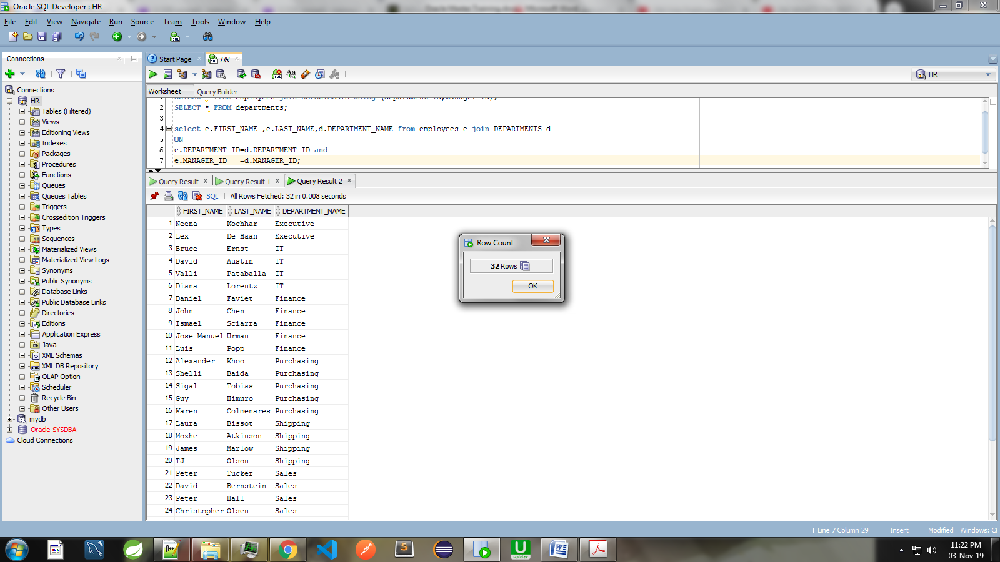 Oracle SQL Developer : HR
File Edit View Navigate Run Source Team Tools Window Help
Connections
Connections
HR
Tables (Filtered)
Views
Editioning Views
Indexes
Packages
Procedures
Functions
Queues
Queues Tables
Triggers
Crossedition Triggers
Types
Sequences
Materialized Views
Materialized View Logs
Synonyms
Public Synonyms
Database Links
Public Database Links
Directories
Editions
Application Express
Java
XML Schemas
XML DB Repository
OLAP Option
Scheduler
Recycle Bin
Other Users
mydb
Oracle-SYSDBA
Cloud Connections
Start Page HR
HR
Worksheet Query Builder
1 select * from employees join DEPARTMENTS using (department_id,manager_id);
2 SELECT * FROM departments;
3
4 select e.FIRST_NAME ,e.LAST_NAME,d.DEPARTMENT_NAME from employees e join DEPARTMENTS d
5 ON
6 e.DEPARTMENT_ID=d.DEPARTMENT_ID and
7 e.MANAGER_ID =d.MANAGER_ID;
Query Result x Query Result 1 x Query Result 2 x
SQL | All Rows Fetched: 32 in 0.008 seconds
FIRST_NAME LAST_NAME DEPARTMENT_NAME
1 Neena Kochhar Executive
2 Lex De Haan Executive
3 Bruce Ernst IT
4 David Austin IT
5 Valli Pataballa IT
6 Diana Lorentz IT
7 Daniel Faviet Finance
8 John Chen Finance
9 Ismael Sciarra Finance
10 Jose Manuel Urman Finance
11 Luis Popp Finance
12 Alexander Khoo Purchasing
13 Shelli Baida Purchasing
14 Sigal Tobias Purchasing
15 Guy Himuro Purchasing
16 Karen Colmenares Purchasing
17 Laura Bissot Shipping
18 Mozhe Atkinson Shipping
19 James Marlow Shipping
20 TJ Olson Shipping
21 Peter Tucker Sales
22 David Bernstein Sales
23 Peter Hall Sales
24 Christopher Olsen Sales
Row Count
32 Rows
OK
| Line 7 Column 29 | Insert | Modified | Windows: CF
11:22 PM
03-Nov-19